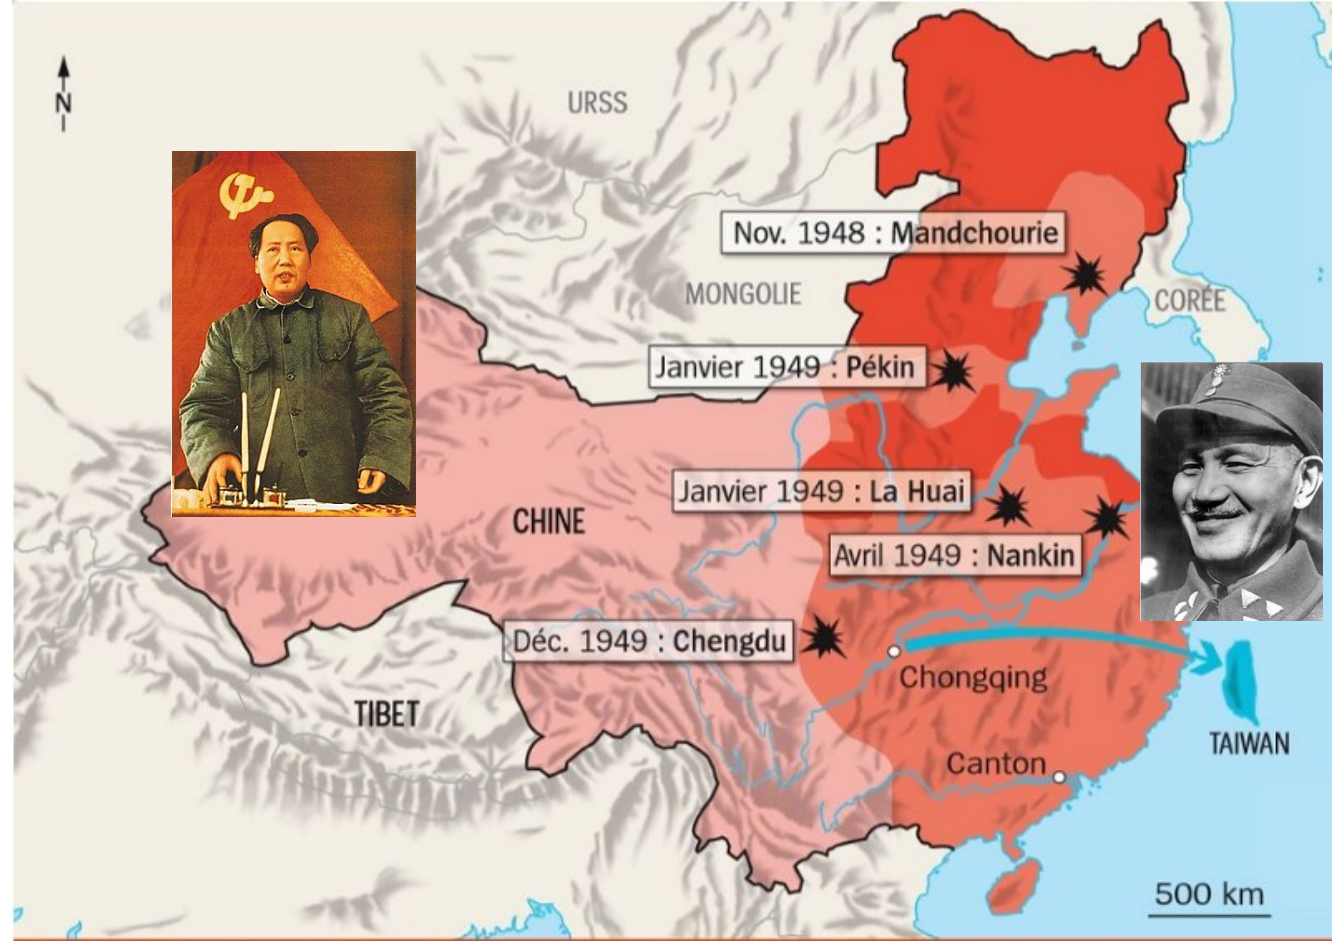 N
URSS
Nov. 1948 : Mandchourie
MONGOLIE
CORÉE
Janvier 1949 : Pékin
Janvier 1949 : La Huai
CHINE
Avril 1949 : Nankin
Déc. 1949 : Chengdu
Chongqing
TIBET
TAIWAN
Canton
500 km